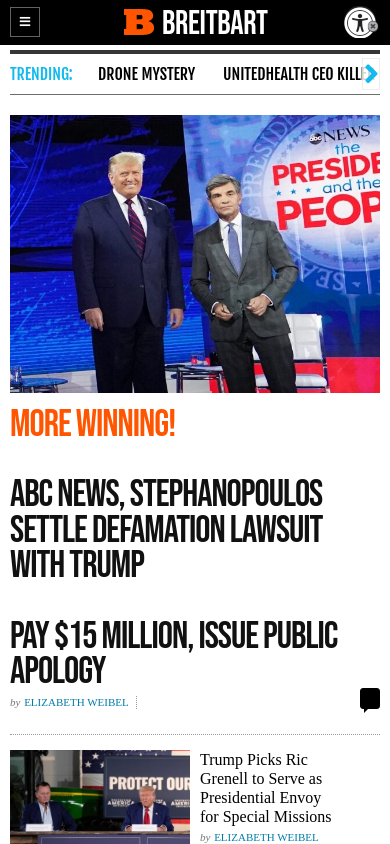 BREITBART
TRENDING:
DRONE MYSTERY
UNITEDHEALTH CEO KILL
abc NEWS
the
PRESID
and the
PEOP
MORE WINNING!
ABC NEWS, STEPHANOPOULOS
SETTLE DEFAMATION LAWSUIT
WITH TRUMP
PAY $15 MILLION, ISSUE PUBLIC
APOLOGY
by ELIZABETH WEIBEL
PROTECT OUR
AMERICA
Trump Picks Ric
Grenell to Serve as
Presidential Envoy
for Special Missions
by ELIZABETH WEIBEL